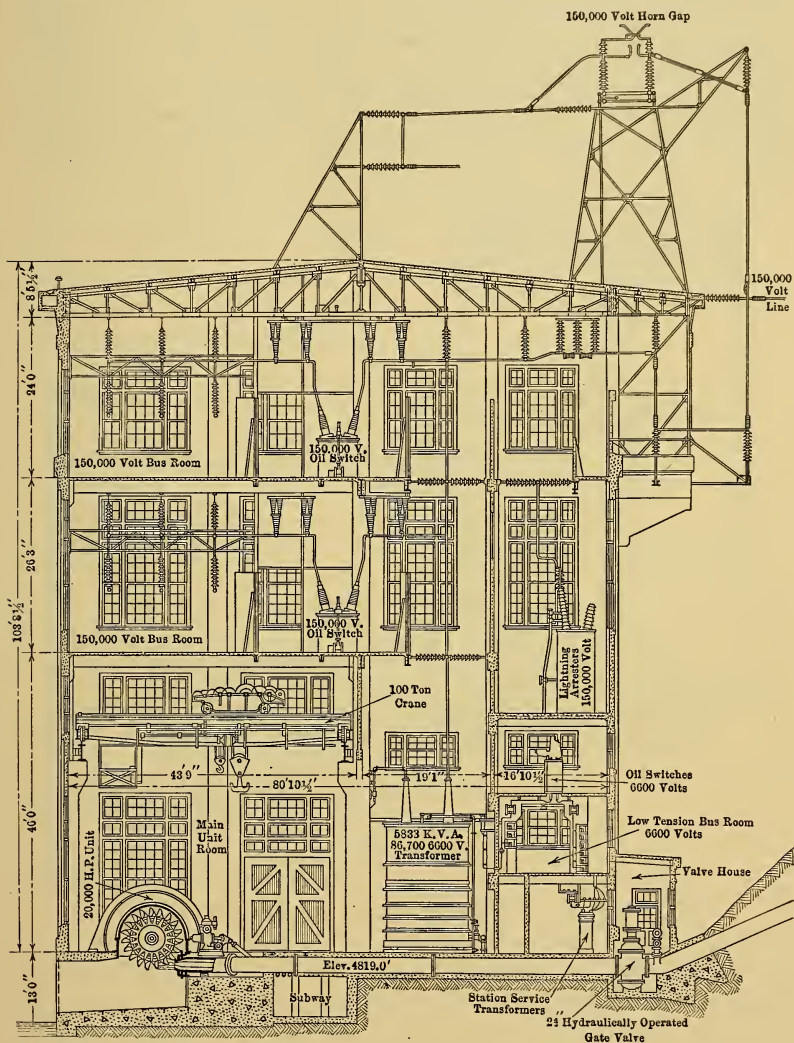 150,000 Volt Horn Gap
150,000
Volt
Line
8'5½"
24'0"
150,000 Volt Bus Room
150,000 V.
Oil Switch
26'3"
103'8½"
150,000 Volt Bus Room
150,000 V.
Oil Switch
Lightning
Arrestors
150,000 Volt
100 Ton
Crane
43'9"
19'1"
16'10½"
80'10½"
Oil Switches
6600 Volts
46'0"
20,000 H.P. Unit
Main
Unit
Room
5833 K.V.A.
86,700 6600 V.
Transformer
Low Tension Bus Room
6600 Volts
Valve House
Elev. 4819.0'
13'0"
Subway
Station Service
Transformers
24" Hydraulically Operated
Gate Valve